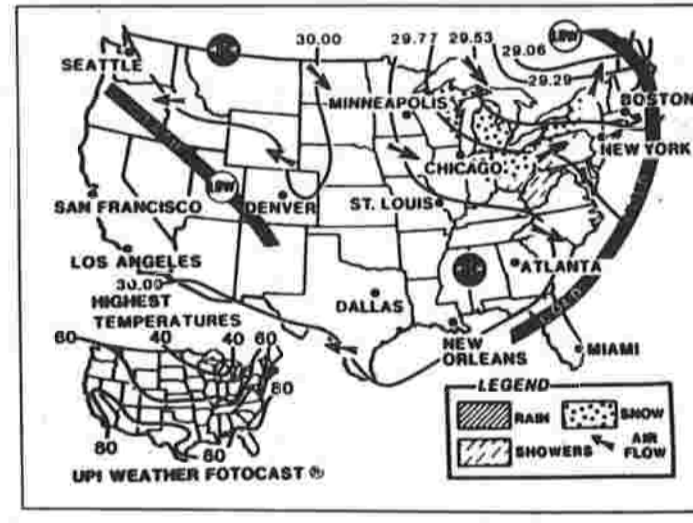 30.00
29.77
29.53
29.06
29.29
LOW
SEATTLE
MINNEAPOLIS
BOSTON
NEW YORK
CHICAGO
LOW
SAN FRANCISCO
DENVER
ST. LOUIS
LOS ANGELES
ATLANTA
30.00
HIGHEST
TEMPERATURES
DALLAS
NEW
ORLEANS
MIAMI
60
40
40
60
80
80
80
LEGEND
RAIN
SNOW
SHOWERS
AIR
FLOW
UPI WEATHER FOTOCAST ®